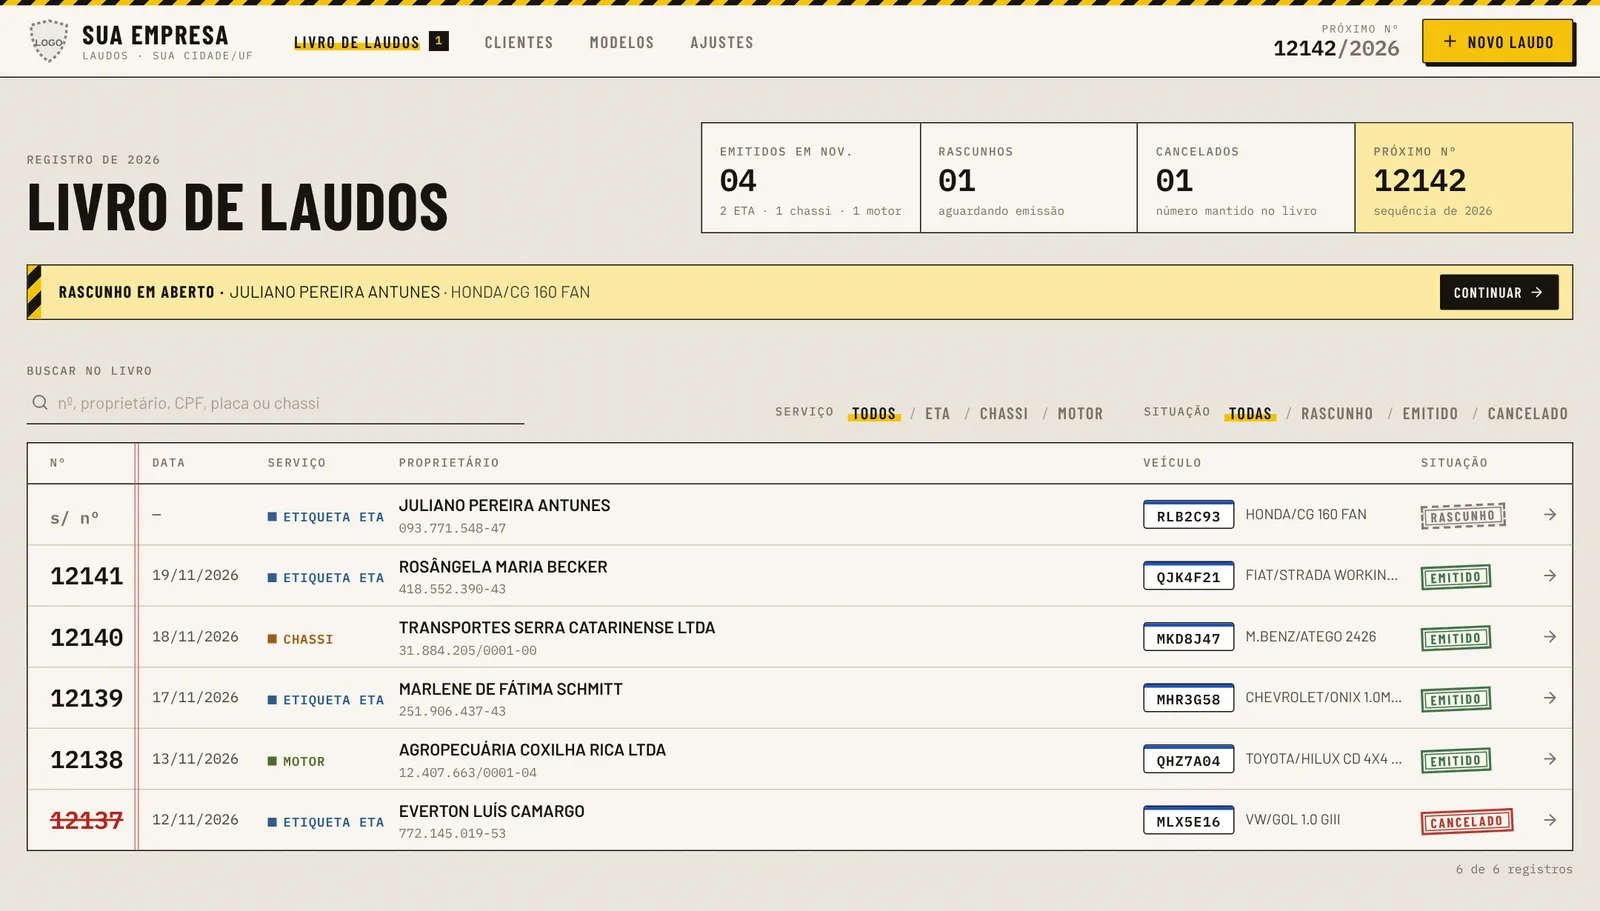 LOGO
SUA EMPRESA
LAUDOS · SUA CIDADE/UF
LIVRO DE LAUDOS 1
CLIENTES
MODELOS
AJUSTES
PRÓXIMO Nº
12142/2026
+ NOVO LAUDO
REGISTRO DE 2026
LIVRO DE LAUDOS
EMITIDOS EM NOV.
04
2 ETA · 1 chassi · 1 motor
RASCUNHOS
01
aguardando emissão
CANCELADOS
01
número mantido no livro
PRÓXIMO Nº
12142
sequência de 2026
RASCUNHO EM ABERTO · JULIANO PEREIRA ANTUNES · HONDA/CG 160 FAN
CONTINUAR →
BUSCAR NO LIVRO
nº, proprietário, CPF, placa ou chassi
SERVIÇO TODOS / ETA / CHASSI / MOTOR
SITUAÇÃO TODAS / RASCUNHO / EMITIDO / CANCELADO
Nº DATA SERVIÇO PROPRIETÁRIO VEÍCULO SITUAÇÃO
s/ nº — ETIQUETA ETA JULIANO PEREIRA ANTUNES RLB2C93 HONDA/CG 160 FAN RASCUNHO →
093.771.548-47
12141 19/11/2026 ETIQUETA ETA ROSÂNGELA MARIA BECKER QJK4F21 FIAT/STRADA WORKIN... EMITIDO →
418.552.390-43
12140 18/11/2026 CHASSI TRANSPORTES SERRA CATARINENSE LTDA MKD8J47 M.BENZ/ATEGO 2426 EMITIDO →
31.884.205/0001-00
12139 17/11/2026 ETIQUETA ETA MARLENE DE FÁTIMA SCHMITT MHR3G58 CHEVROLET/ONIX 1.0M... EMITIDO →
251.906.437-43
12138 13/11/2026 MOTOR AGROPECUÁRIA COXILHA RICA LTDA QHZ7A04 TOYOTA/HILUX CD 4X4 ... EMITIDO →
12.407.663/0001-04
12137 12/11/2026 ETIQUETA ETA EVERTON LUÍS CAMARGO MLX5E16 VW/GOL 1.0 GIII CANCELADO →
772.145.019-53
6 de 6 registros